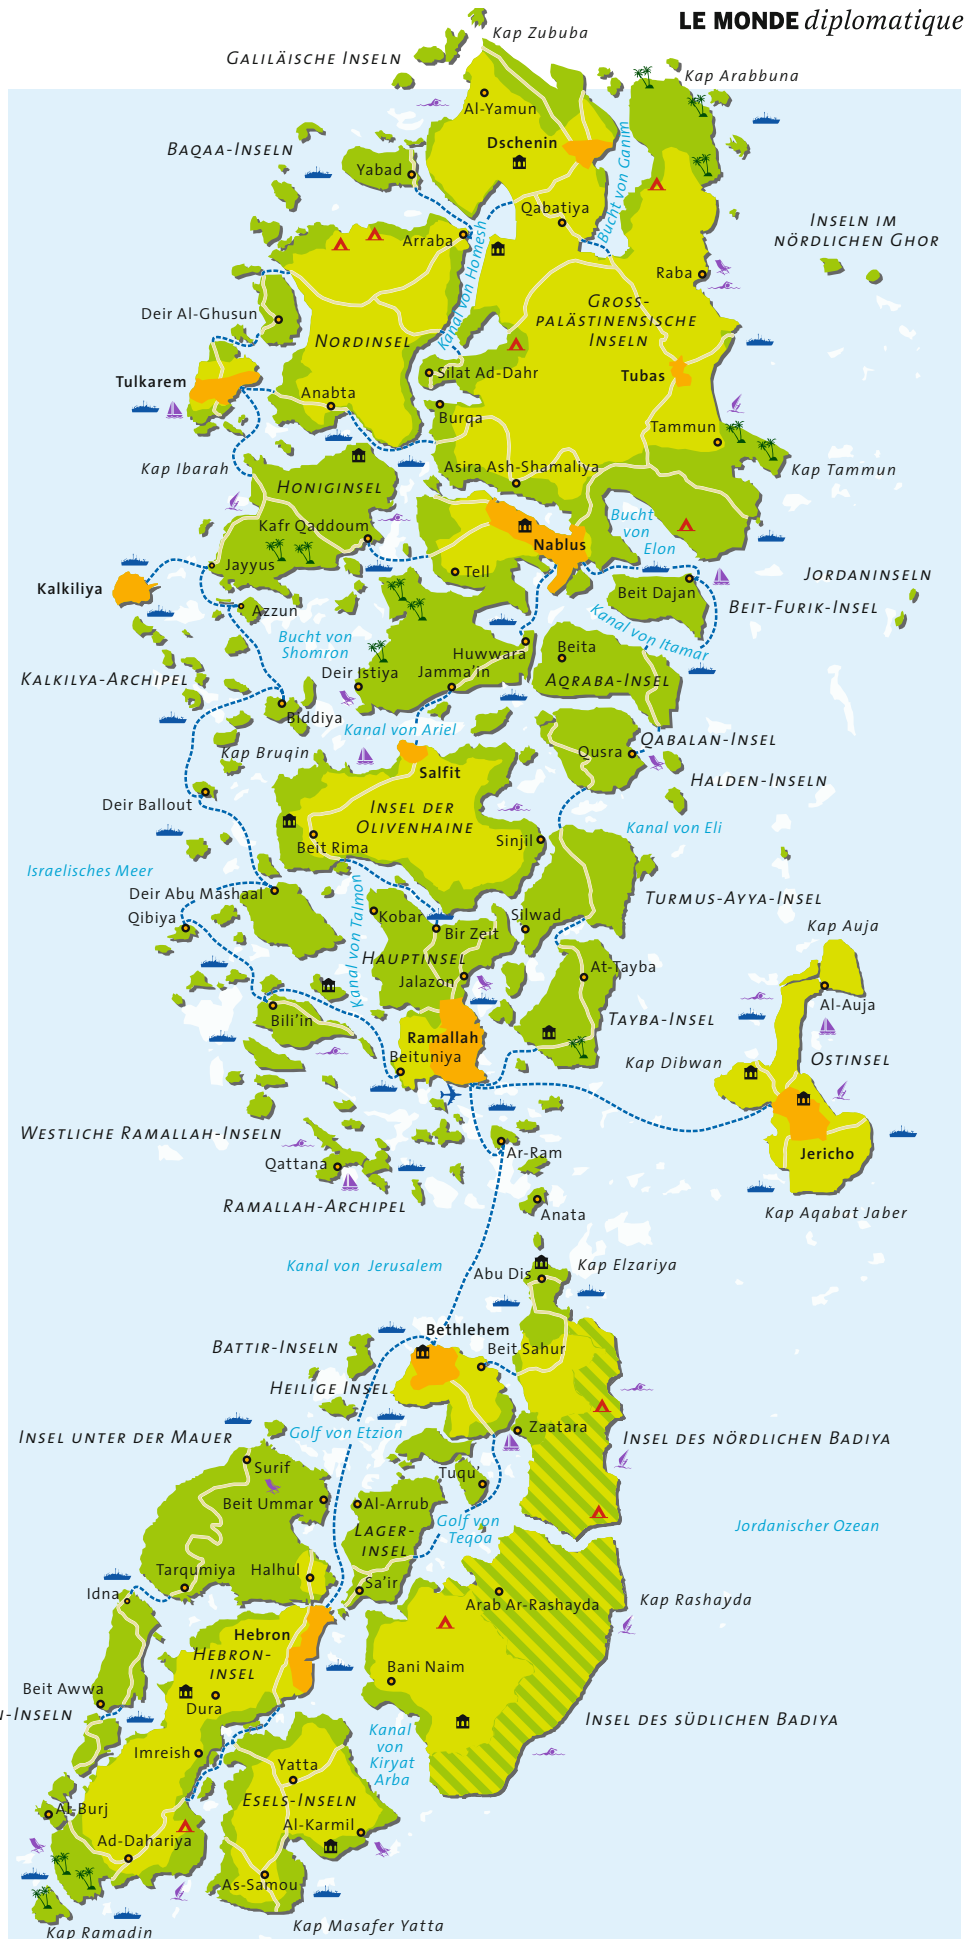 LE MONDE diplomatique
Kap Zububa
GALILÄISCHE INSELN
Kap Arabbuna
Al-Yamun
Dschenin
BAQAA-INSELN
Yabad
Bucht von Ganim
Qabatiya
INSELN IM
NÖRDLICHEN GHOR
Arraba
Kanal von Homesh
Raba
Deir Al-Ghusun
GROSS-
PALÄSTINENSISCHE
INSELN
NORDINSEL
Tulkarem
Silat Ad-Dahr
Tubas
Anabta
Burqa
Tammun
Kap Ibarah
Asira Ash-Shamaliya
Kap Tammun
HONIGINSEL
Kafr Qaddoum
Bucht
von
Elon
Nablus
Jayyus
Tell
JORDANINSELN
Kalkiliya
Beit Dajan
BEIT-FURIK-INSEL
Azzun
Kanal von Itamar
Bucht von
Shomron
Huwwara
Beita
Deir Istiya
Jamma'in
KALKILYA-ARCHIPEL
AQRABA-INSEL
Biddiya
Kanal von Ariel
Kap Bruqin
Qusra
QABALAN-INSEL
Salfit
HALDEN-INSELN
Deir Ballout
INSEL DER
OLIVENHAINE
Beit Rima
Sinjil
Kanal von Eli
Israelisches Meer
Deir Abu Mashaal
Kanal von Talmon
Qibiya
Kobar
Silwad
TURMUS-AYYA-INSEL
Bir Zeit
Kap Auja
HAUPTINSEL
At-Tayba
Jalazon
Al-Auja
Bili'in
TAYBA-INSEL
Ramallah
Beituniya
Kap Dibwan
OSTINSEL
WESTLICHE RAMALLAH-INSELN
Ar-Ram
Jericho
Qattana
RAMALLAH-ARCHIPEL
Anata
Kap Aqabat Jaber
Kanal von Jerusalem
Abu Dis
Kap Elzariya
Bethlehem
BATTIR-INSELN
Beit Sahur
HEILIGE INSEL
Zaatara
INSEL UNTER DER MAUER
Golf von Etzion
INSEL DES NÖRDLICHEN BADIYA
Surif
Tuqu'
Beit Ummar
Al-Arrub
Golf von
Teqoa
Jordanischer Ozean
LAGER-
INSEL
Tarqumiya
Halhul
Sa'ir
Idna
Arab Ar-Rashayda
Kap Rashayda
Hebron
HEBRON-
INSEL
Bani Naim
Beit Awwa
Dura
N-INSELN
INSEL DES SÜDLICHEN BADIYA
Kanal
von
Kiryat
Arba
Imreish
Yatta
ESELS-INSELN
Ar-Burj
Al-Karmil
Ad-Dahariya
As-Samou
Kap Masafer Yatta
Kap Ramadin